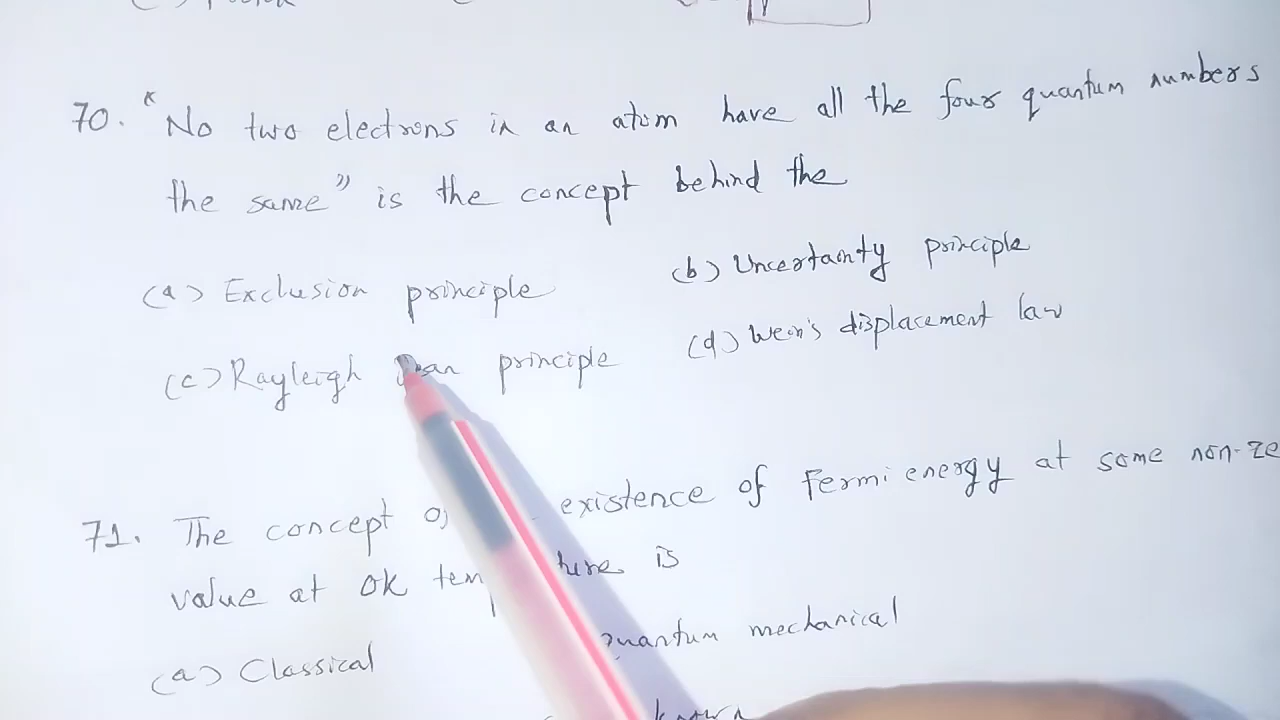 70. "No two electrons in an atom have all the four quantum numbers
the same" is the concept behind the
(a) Exclusion principle (b) Uncertainty principle
(c) Rayleigh principle (d) Wein's displacement law
71. The concept existence of Fermi energy at some
value at 0K is
(a) Classical quantum mechanical